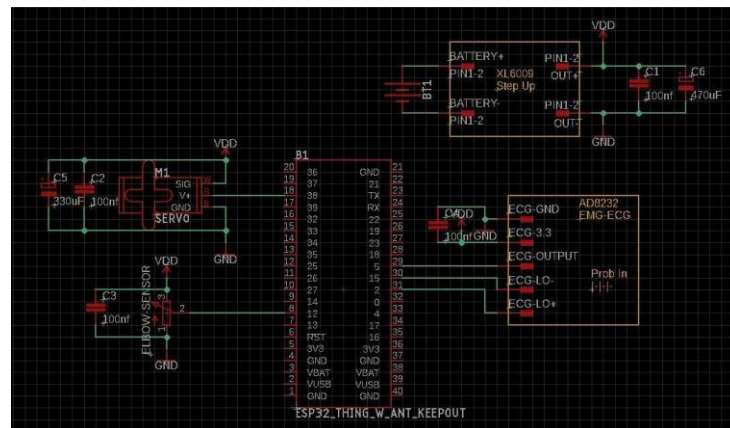 VDD
BATTERY+
PIN1-2
XL6009
Step Up
PIN1-2
OUT+
C1
100nf
C6
470uF
BT1
BATTERY-
PIN1-2
PIN1-2
OUT-
GND
VDD
C5
330uF
C2
100nf
M1
SIG
V+
GND
SERVO
GND
VDD
C3
100nf
ELBOW-SENSOR
3
2
1
GND
B1
20 36 GND 21
19 37 21 22
18 38 TX 23
17 39 RX 24
16 32 22 25
15 33 19 26
14 34 23 27
13 35 18 28
12 25 5 29
11 26 15 30
10 27 2 31
9 14 0 32
8 12 4 33
7 13 17 34
6 RST 16 35
5 3V3 3V3 36
4 GND GND 37
3 VBAT VBAT 38
2 VUSB VUSB 39
1 GND GND 40
ESP32_THING_W_ANT_KEEPOUT
VDD
GND
100nf
AD8232
EMG-ECG
ECG-GND
ECG-3.3
ECG-OUTPUT
ECG-LO-
ECG-LO+
Prob In